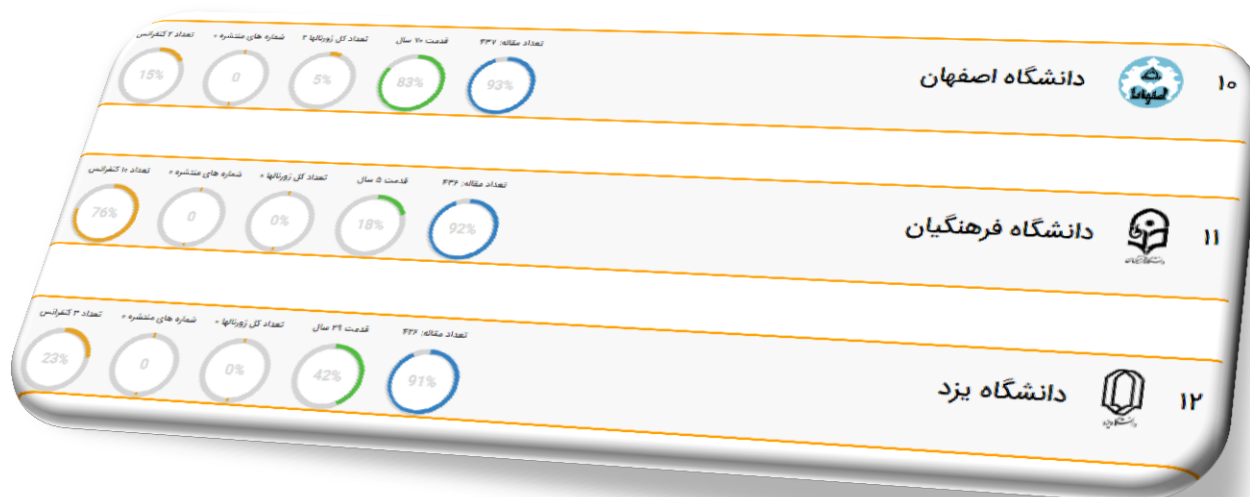 ۱۰
دانشگاه اصفهان
تعداد مقاله: ۴۳۷
93%
قدمت ۷۰ سال
83%
تعداد کل ژورنالها ۲
5%
شماره های منتشره ۰
0
تعداد ۲ کنفرانس
15%
۱۱
دانشگاه فرهنگیان
تعداد مقاله: ۴۳۶
92%
قدمت ۵ سال
18%
تعداد کل ژورنالها ۰
0%
شماره های منتشره ۰
0
تعداد ۱۰ کنفرانس
76%
۱۲
دانشگاه یزد
تعداد مقاله: ۴۲۶
91%
قدمت ۲۹ سال
42%
تعداد کل ژورنالها ۰
0%
شماره های منتشره ۰
0
تعداد ۳ کنفرانس
23%